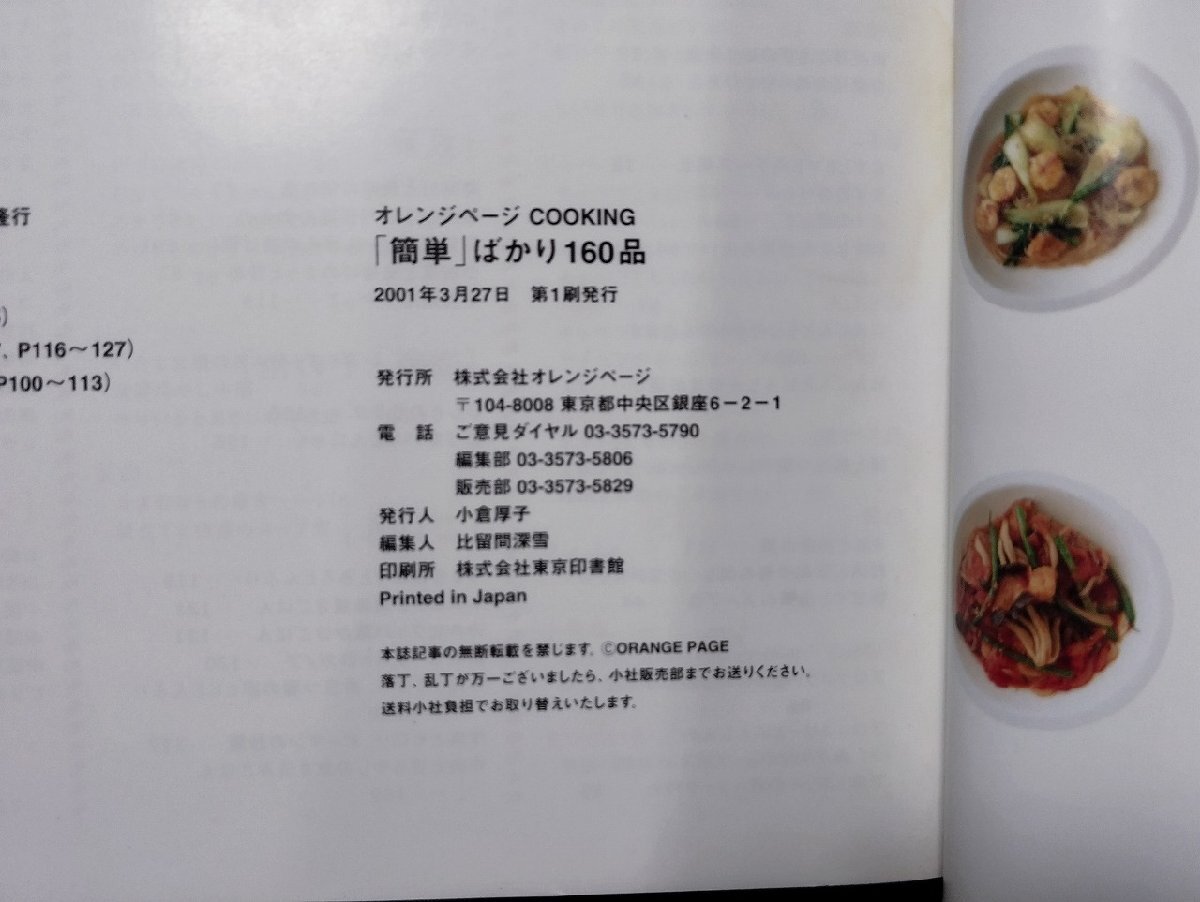 隆行
, P116〜127)
P100〜113)
オレンジページ COOKING
「簡単」ばかり160品
2001年3月27日 第1刷発行
発行所 株式会社オレンジページ
〒104-8008 東京都中央区銀座6−2−1
電 話 ご意見ダイヤル 03-3573-5790
編集部 03-3573-5806
販売部 03-3573-5829
発行人 小倉厚子
編集人 比留間深雪
印刷所 株式会社東京印書館
Printed in Japan
本誌記事の無断転載を禁じます。©ORANGE PAGE
落丁、乱丁が万一ございましたら、小社販売部までお送りください。
送料小社負担でお取り替えいたします。